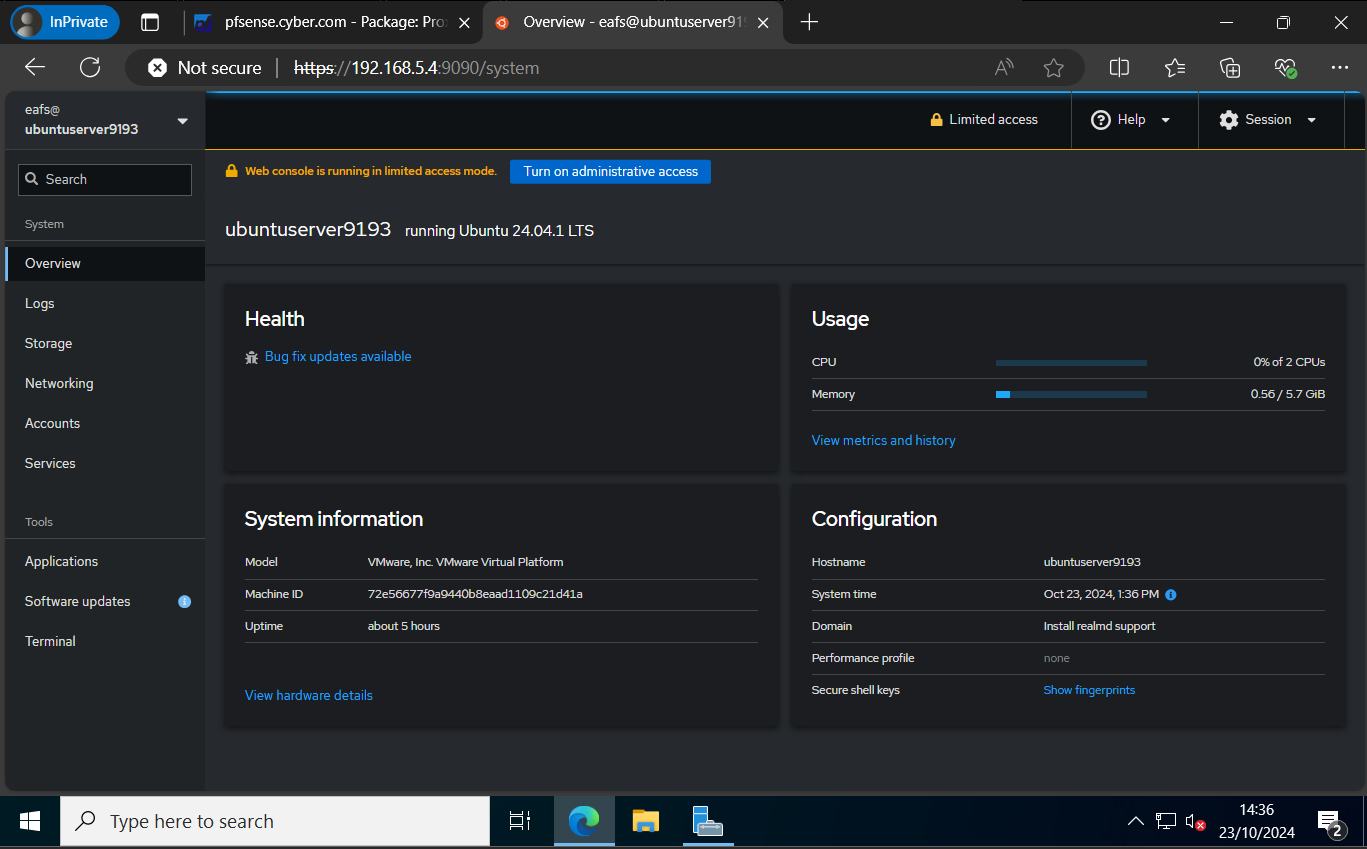 InPrivate
pfsense.cyber.com - Package: Pro
Overview - eafs@ubuntuserver919
Not secure
https://192.168.5.4:9090/system
eafs@
ubuntuserver9193
Limited access
Help
Session
Search
Web console is running in limited access mode.
Turn on administrative access
ubuntuserver9193 running Ubuntu 24.04.1 LTS
System
Overview
Logs
Storage
Networking
Accounts
Services
Tools
Applications
Software updates
Terminal
Health
Bug fix updates available
Usage
CPU 0% of 2 CPUs
Memory 0.56 / 5.7 GiB
View metrics and history
System information
Model VMware, Inc. VMware Virtual Platform
Machine ID 72e56677f9a9440b8eaad1109c21d41a
Uptime about 5 hours
View hardware details
Configuration
Hostname ubuntuserver9193
System time Oct 23, 2024, 1:36 PM
Domain Install realmd support
Performance profile none
Secure shell keys Show fingerprints
Type here to search
14:36
23/10/2024
2